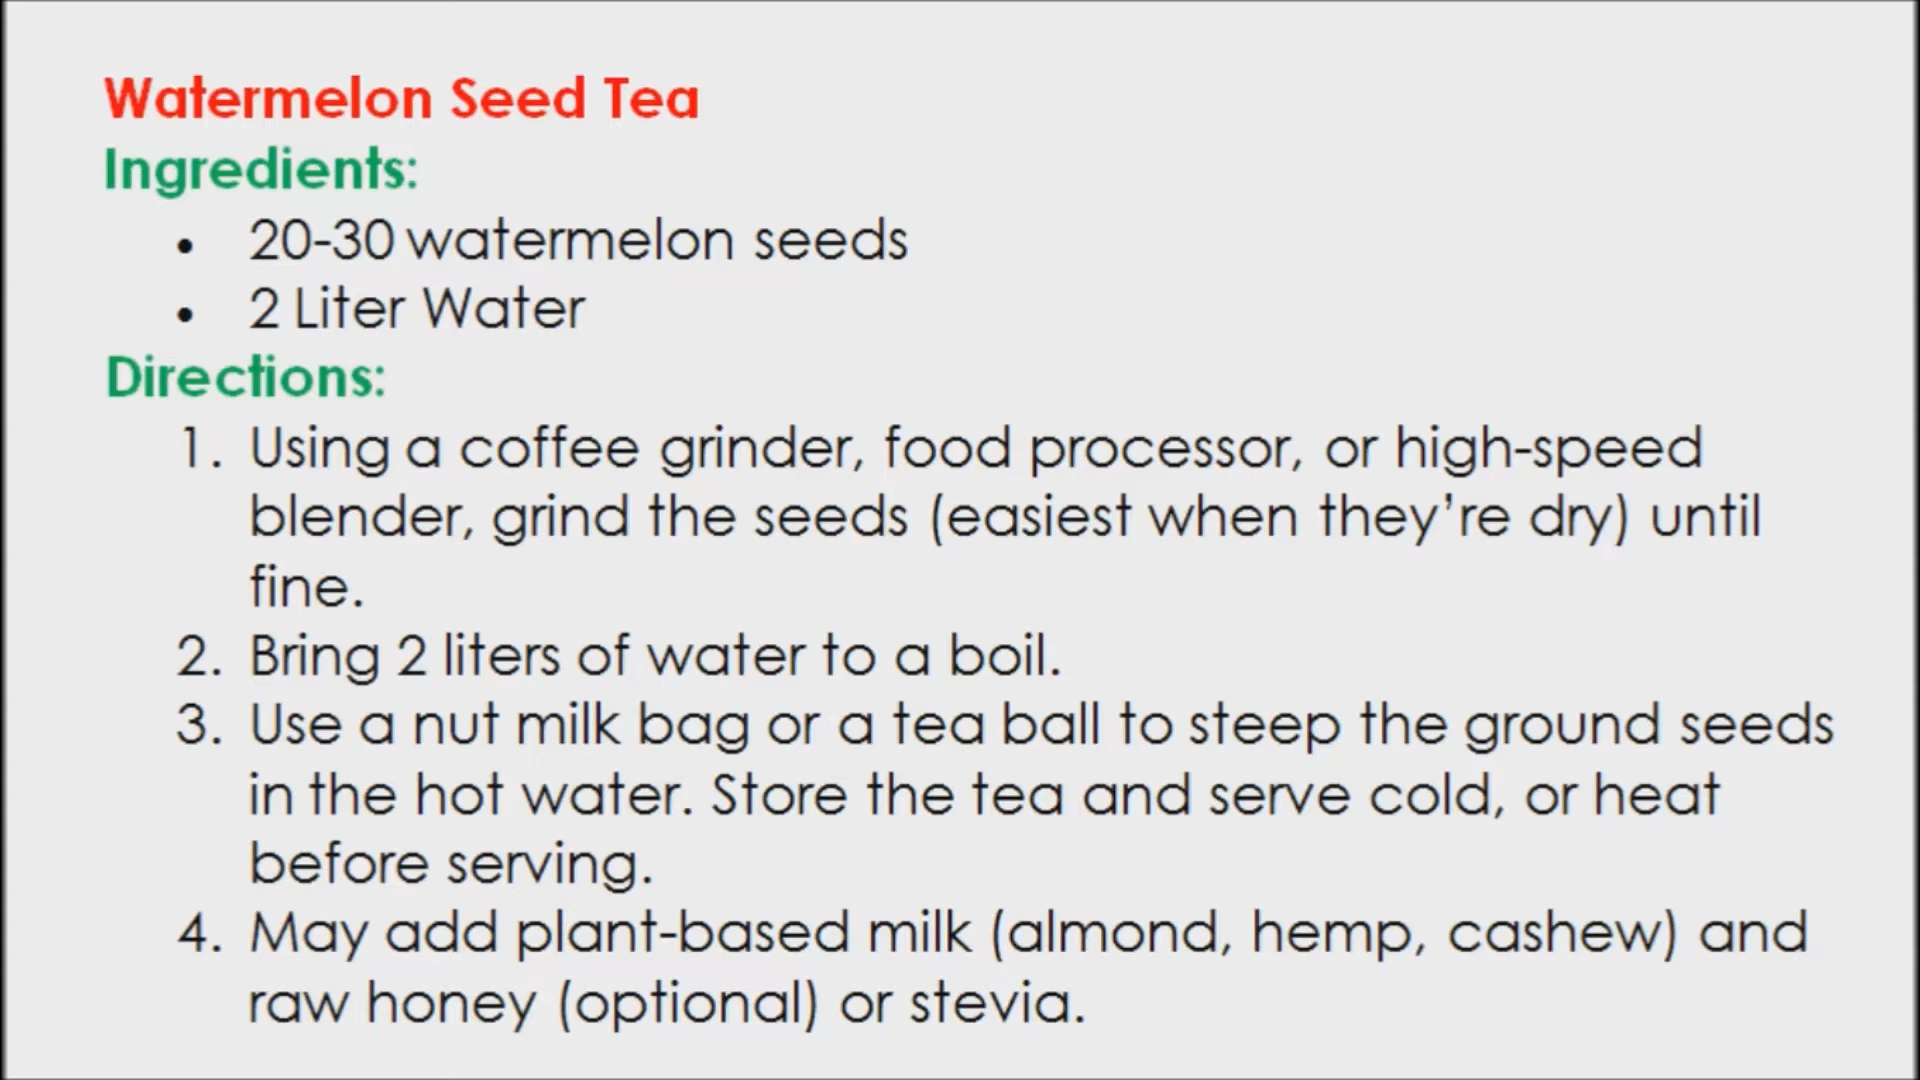 Watermelon Seed Tea
Ingredients:
• 20-30 watermelon seeds
• 2 Liter Water
Directions:
1. Using a coffee grinder, food processor, or high-speed
blender, grind the seeds (easiest when they’re dry) until
fine.
2. Bring 2 liters of water to a boil.
3. Use a nut milk bag or a tea ball to steep the ground seeds
in the hot water. Store the tea and serve cold, or heat
before serving.
4. May add plant-based milk (almond, hemp, cashew) and
raw honey (optional) or stevia.